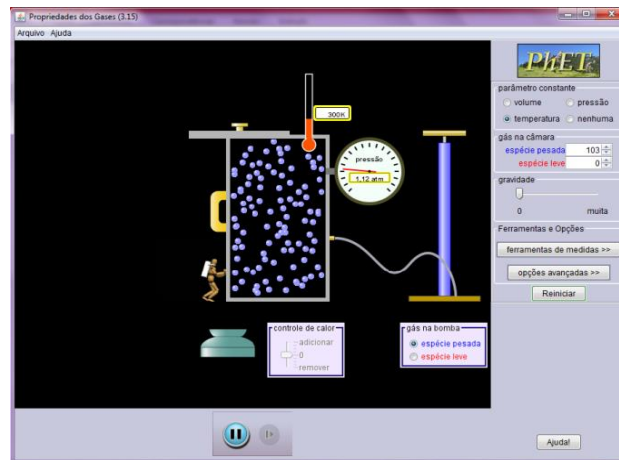 Propriedades dos Gases (3.15)
Arquivo Ajuda
PhET
parâmetro constante
volume pressão
temperatura nenhuma
gás na câmara
espécie pesada 103
espécie leve 0
gravidade
0 muita
Ferramentas e Opções
ferramentas de medidas >>
opções avançadas >>
Reiniciar
300K
pressão
1,12 atm
controle de calor
adicionar
0
remover
gás na bomba
espécie pesada
espécie leve
Ajuda!